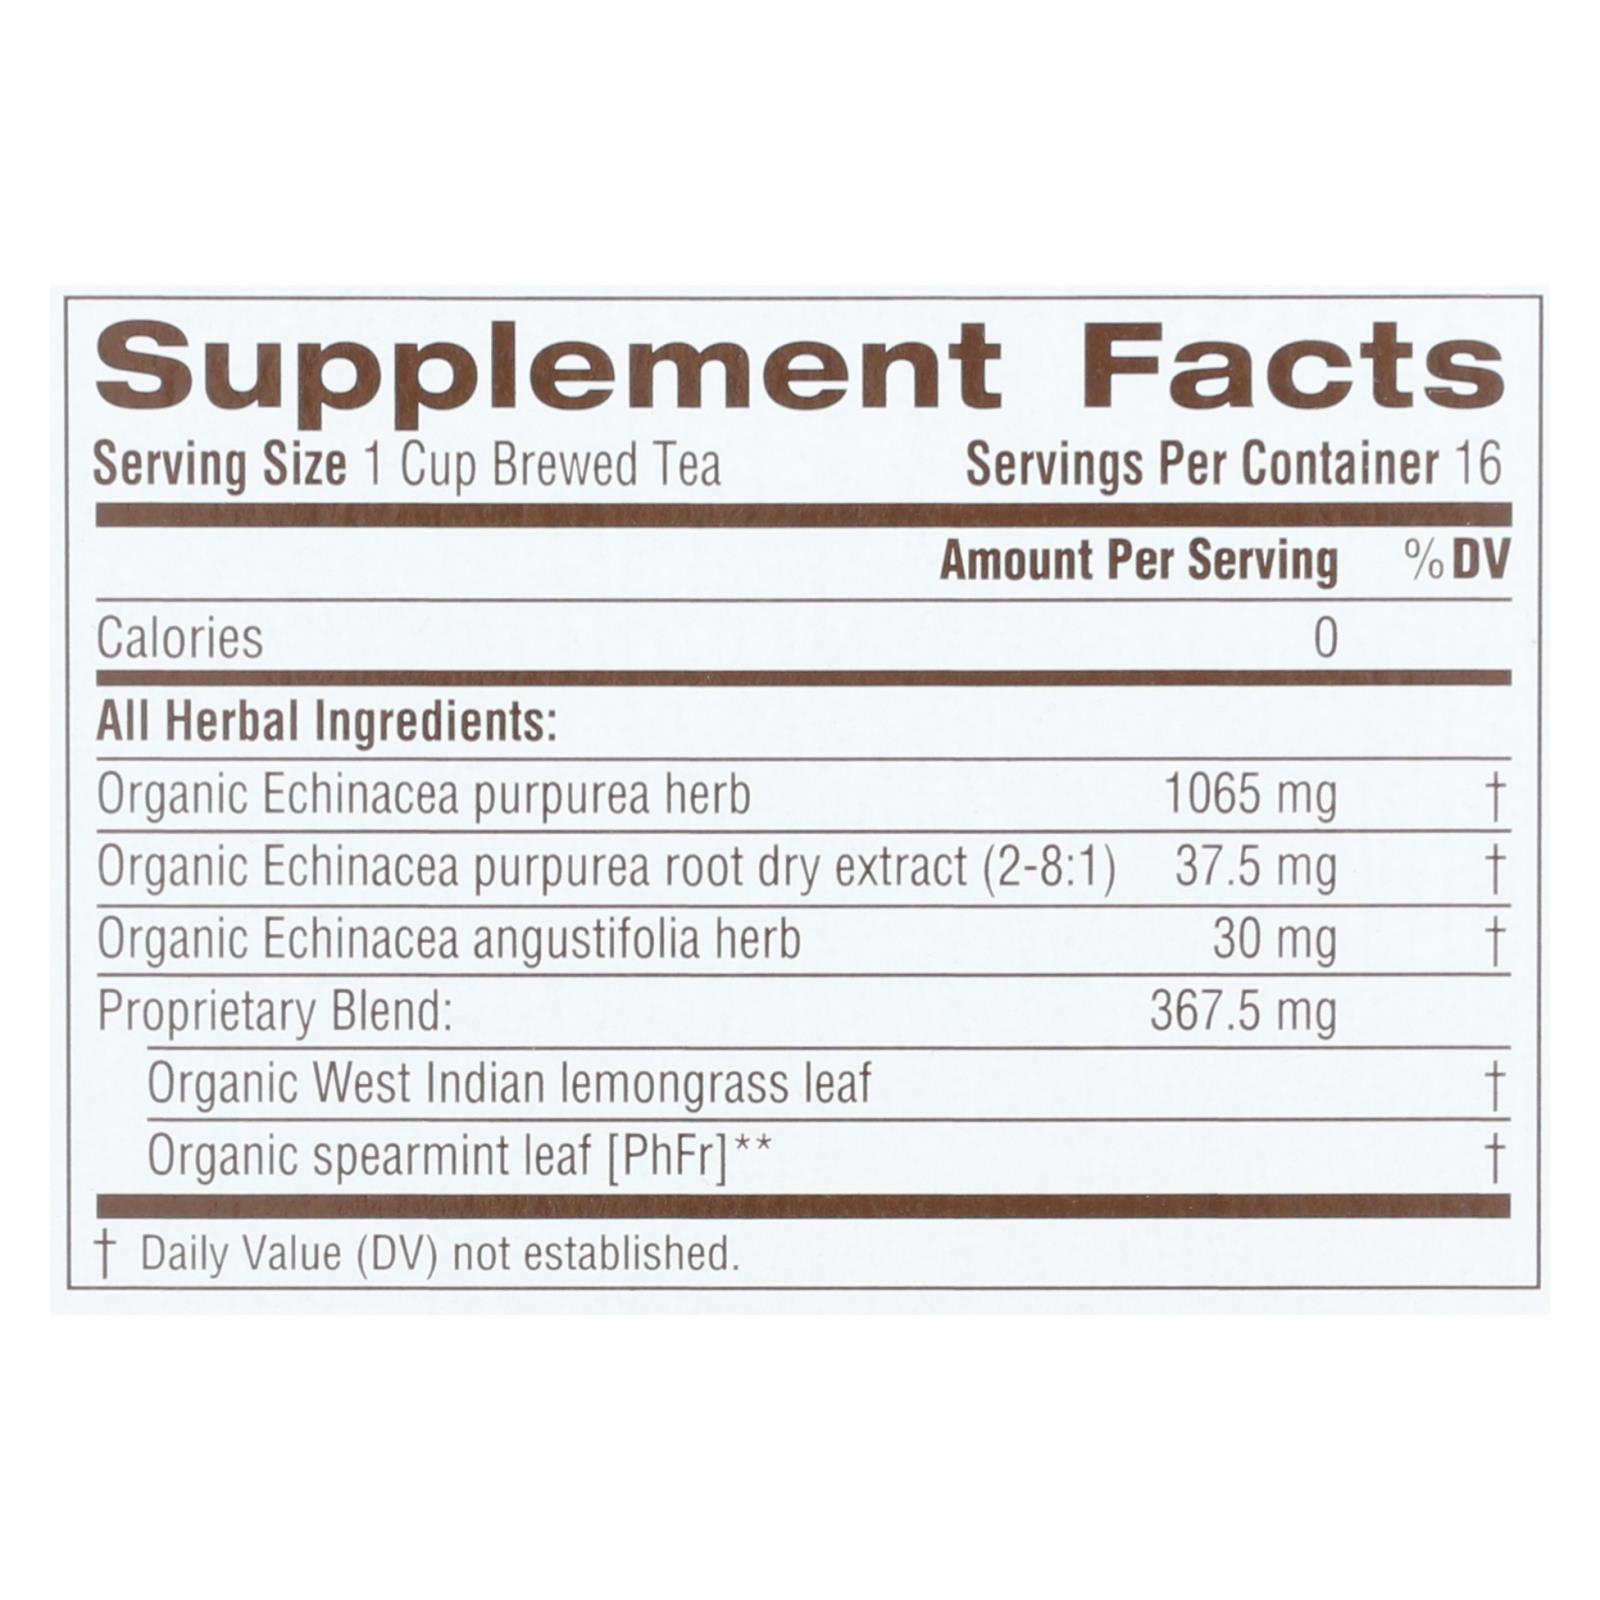 Supplement Facts
Serving Size 1 Cup Brewed Tea Servings Per Container 16
Amount Per Serving % DV
Calories 0
All Herbal Ingredients:
Organic Echinacea purpurea herb 1065 mg †
Organic Echinacea purpurea root dry extract (2-8:1) 37.5 mg †
Organic Echinacea angustifolia herb 30 mg †
Proprietary Blend: 367.5 mg
Organic West Indian lemongrass leaf †
Organic spearmint leaf [PhFr]** †
† Daily Value (DV) not established.